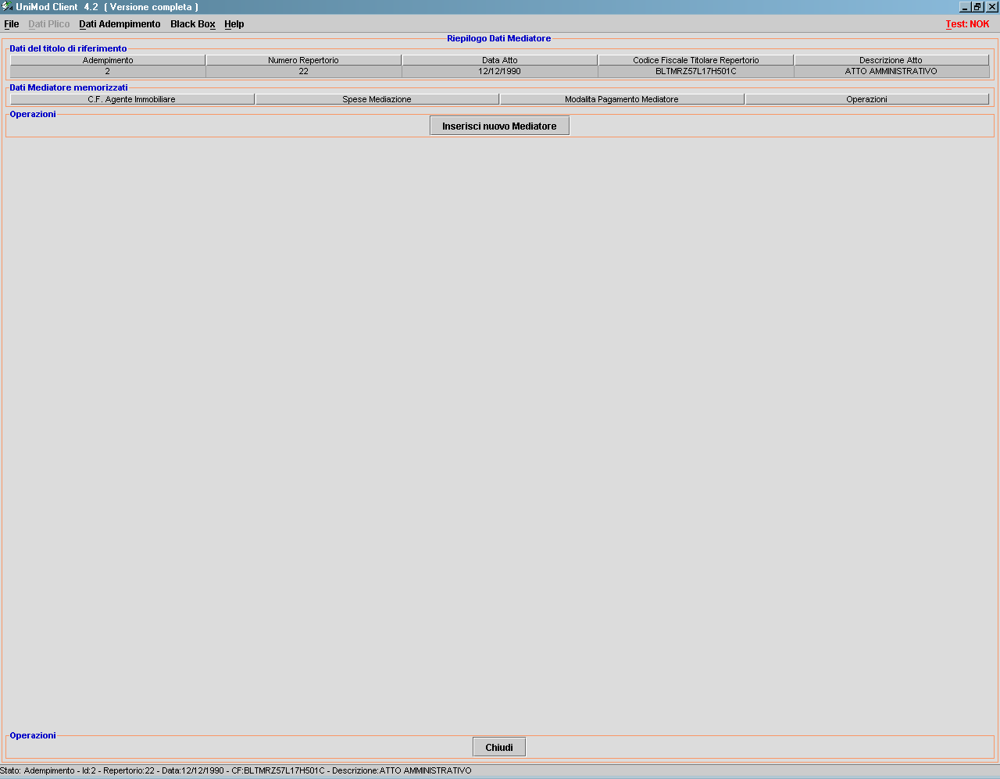 UniMod Client 4.2 ( Versione completa )
File Dati Plico Dati Adempimento Black Box Help Test: NOK
Riepilogo Dati Mediatore
Dati del titolo di riferimento
Adempimento Numero Repertorio Data Atto Codice Fiscale Titolare Repertorio Descrizione Atto
2 22 12/12/1990 BLTMRZ57L17H501C ATTO AMMINISTRATIVO
Dati Mediatore memorizzati
C.F. Agente Immobiliare Spese Mediazione Modalita Pagamento Mediatore Operazioni
Operazioni
Inserisci nuovo Mediatore
Operazioni
Chiudi
Stato: Adempimento - Id:2 - Repertorio:22 - Data:12/12/1990 - CF:BLTMRZ57L17H501C - Descrizione:ATTO AMMINISTRATIVO